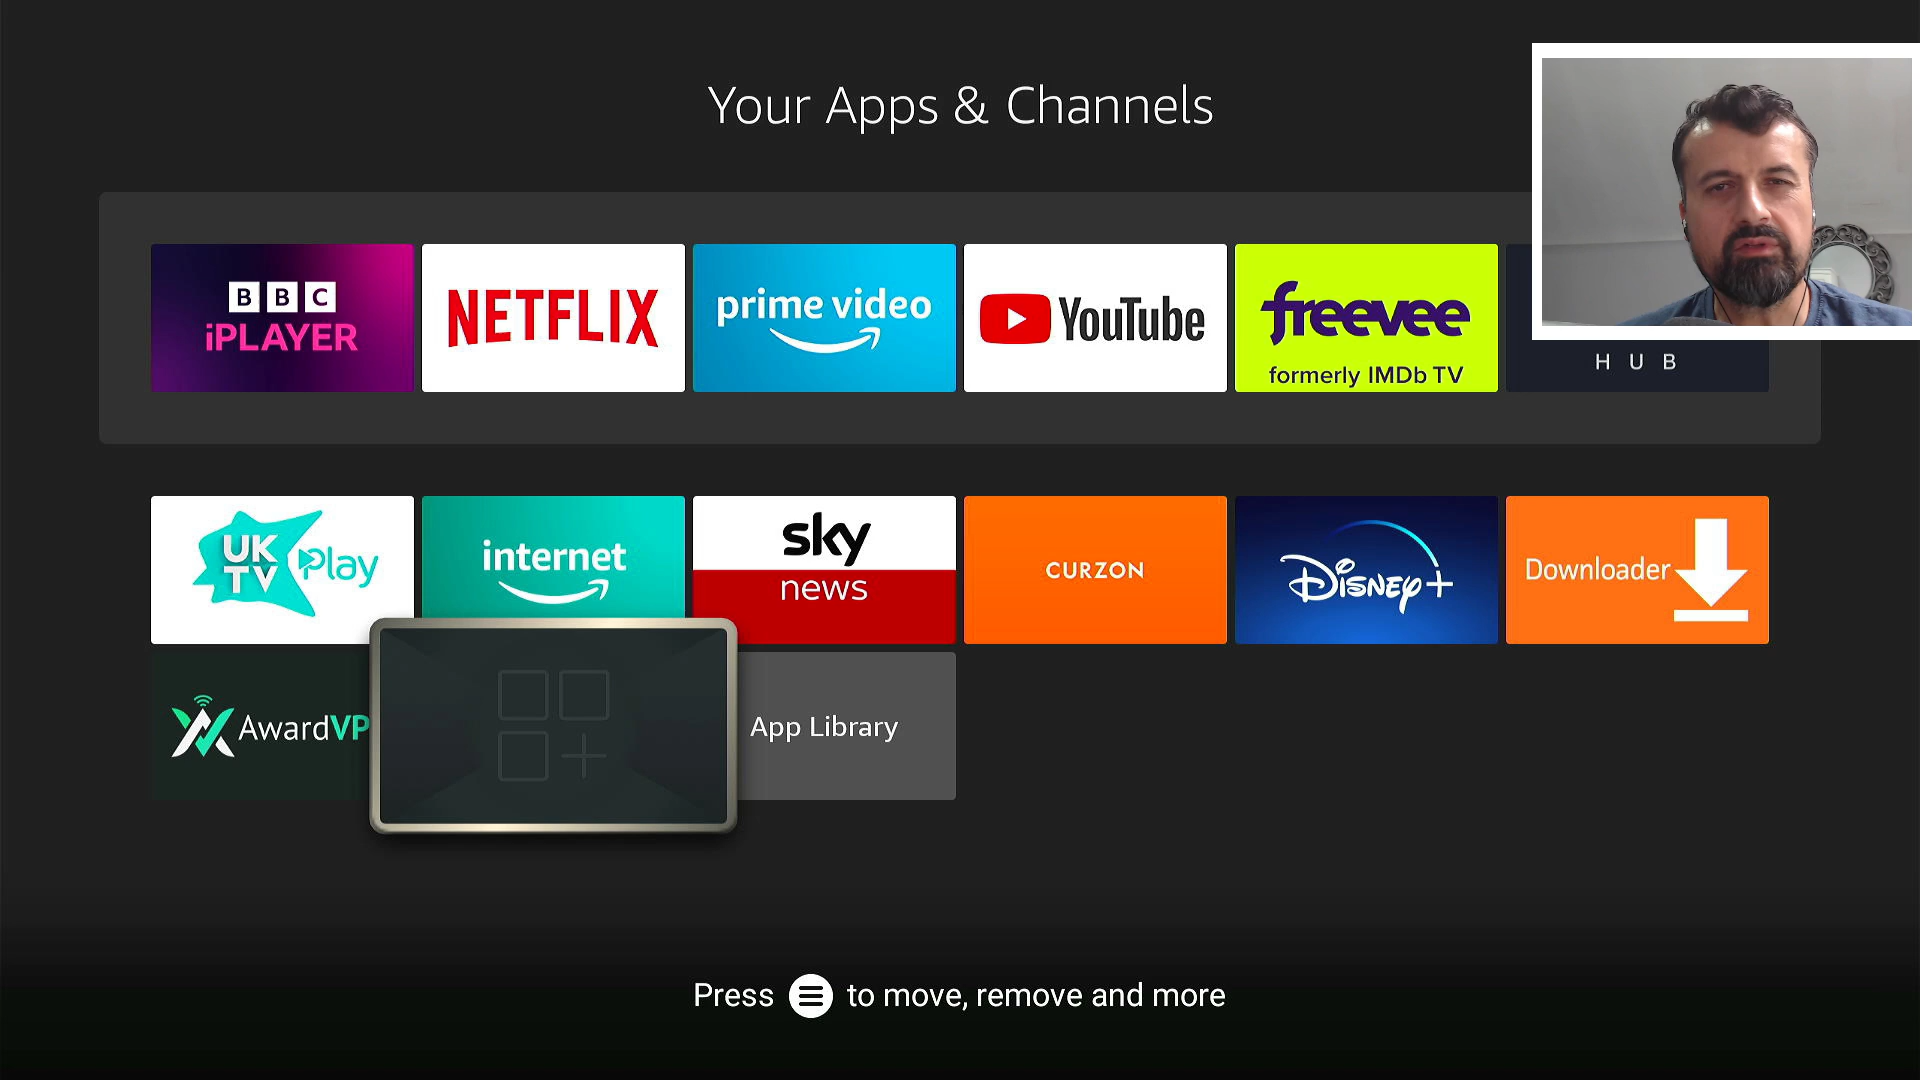 Your Apps & Channels
BBC
iPLAYER
NETFLIX
prime video
YouTube
freevee
formerly IMDb TV
HUB
UK
TV
Play
internet
sky
news
CURZON
Disney+
Downloader
AwardVP
App Library
Press to move, remove and more